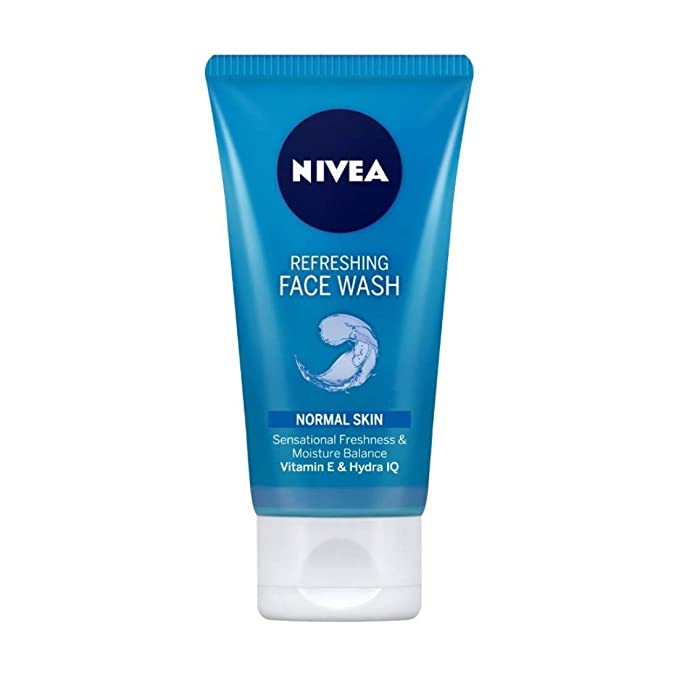 NIVEA
REFRESHING
FACE WASH
NORMAL SKIN
Sensational Freshness &
Moisture Balance
Vitamin E & Hydra IQ